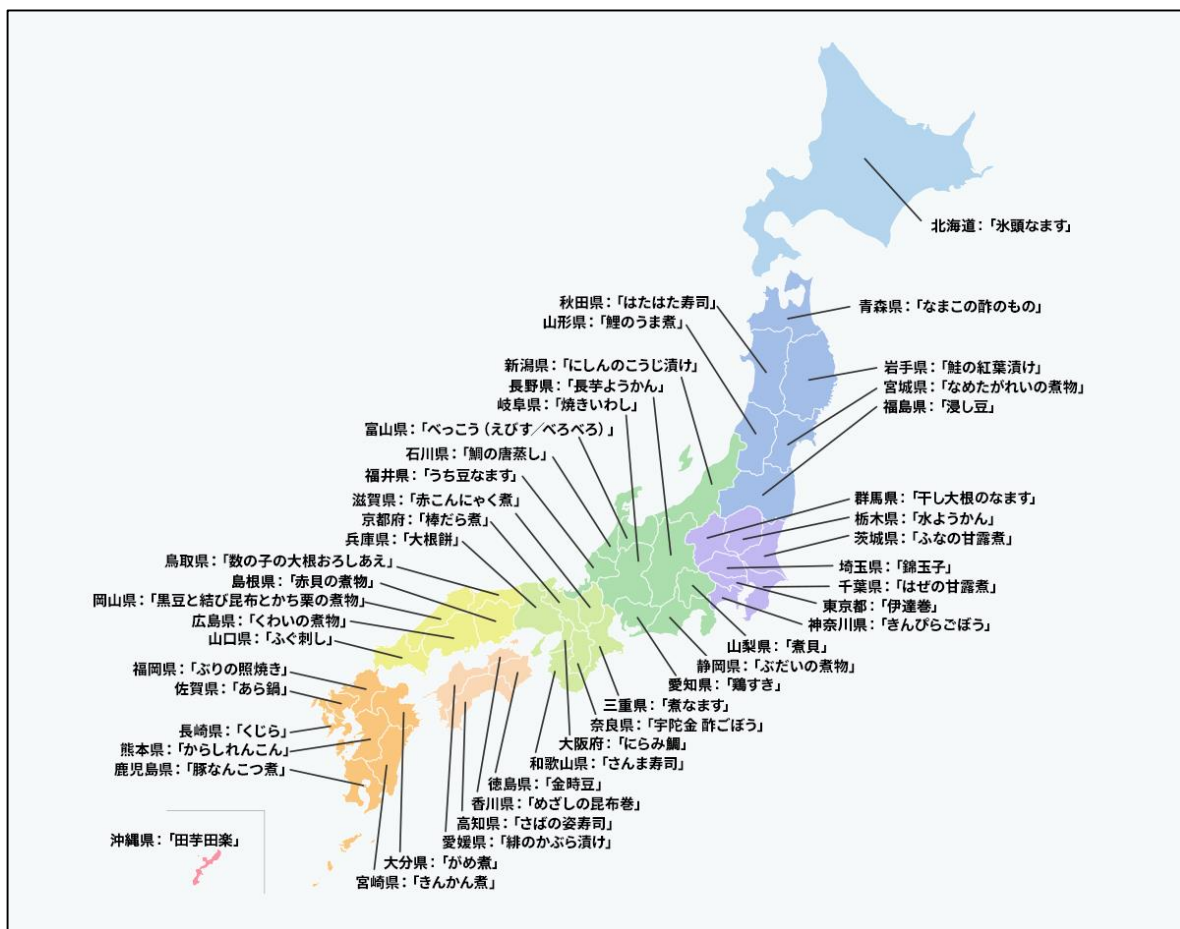 北海道：「氷頭なます」
秋田県：「はたはた寿司」
青森県：「なまこの酢のもの」
山形県：「鯉のうま煮」
新潟県：「にしんのこうじ漬け」
岩手県：「鮭の紅葉漬け」
長野県：「長芋ようかん」
宮城県：「なめたがれいの煮物」
岐阜県：「焼きいわし」
福島県：「浸し豆」
富山県：「べっこう（えびす／べろべろ）」
石川県：「鯛の唐蒸し」
福井県：「うち豆なます」
滋賀県：「赤こんにゃく煮」
群馬県：「干し大根のなます」
京都府：「棒だら煮」
栃木県：「水ようかん」
兵庫県：「大根餅」
茨城県：「ふなの甘露煮」
鳥取県：「数の子の大根おろしあえ」
埼玉県：「錦玉子」
島根県：「赤貝の煮物」
千葉県：「はぜの甘露煮」
岡山県：「黒豆と結び昆布とかち栗の煮物」
東京都：「伊達巻」
広島県：「くわいの煮物」
神奈川県：「きんぴらごぼう」
山口県：「ふぐ刺し」
山梨県：「煮貝」
福岡県：「ぶりの照焼き」
静岡県：「ぶだいの煮物」
佐賀県：「あら鍋」
愛知県：「鶏すき」
三重県：「煮なます」
長崎県：「くじら」
奈良県：「宇陀金 酢ごぼう」
熊本県：「からしれんこん」
大阪府：「にらみ鯛」
鹿児島県：「豚なんこつ煮」
和歌山県：「さんま寿司」
徳島県：「金時豆」
香川県：「めざしの昆布巻」
高知県：「さばの姿寿司」
沖縄県：「田芋田楽」
愛媛県：「緋のかぶら漬け」
大分県：「がめ煮」
宮崎県：「きんかん煮」